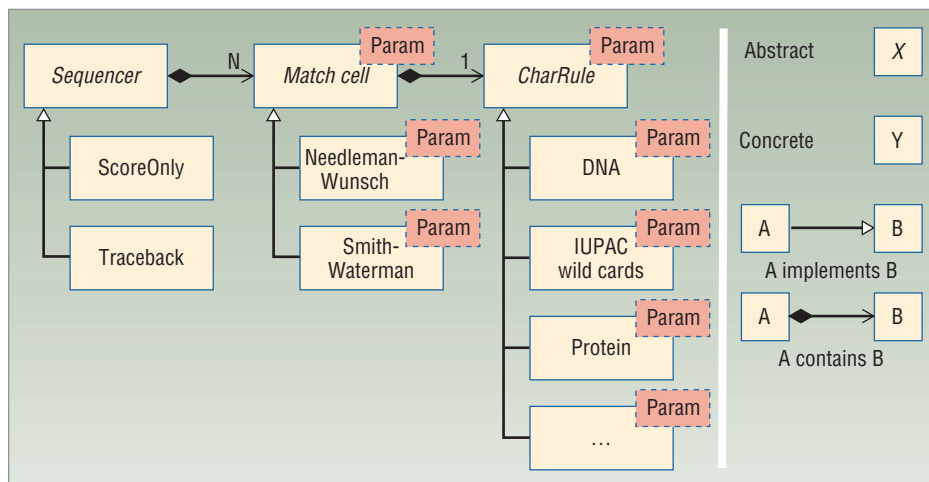 Param
Param
Sequencer
N
Match cell
1
CharRule
Param
Param
ScoreOnly
Needleman-
Wunsch
DNA
Param
Param
Traceback
Smith-
Waterman
IUPAC
wild cards
Param
Protein
Param
…
Abstract
X
Concrete
Y
A
B
A implements B
A
B
A contains B